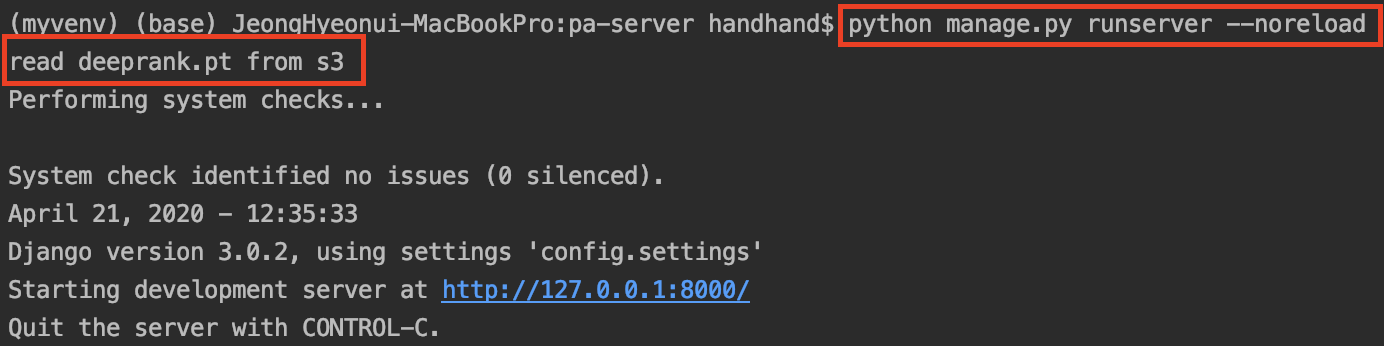 (myvenv) (base) JeongHyeonui-MacBookPro:pa-server handhand$ python manage.py runserver --noreload
read deeprank.pt from s3
Performing system checks...
System check identified no issues (0 silenced).
April 21, 2020 - 12:35:33
Django version 3.0.2, using settings 'config.settings'
Starting development server at http://127.0.0.1:8000/
Quit the server with CONTROL-C.